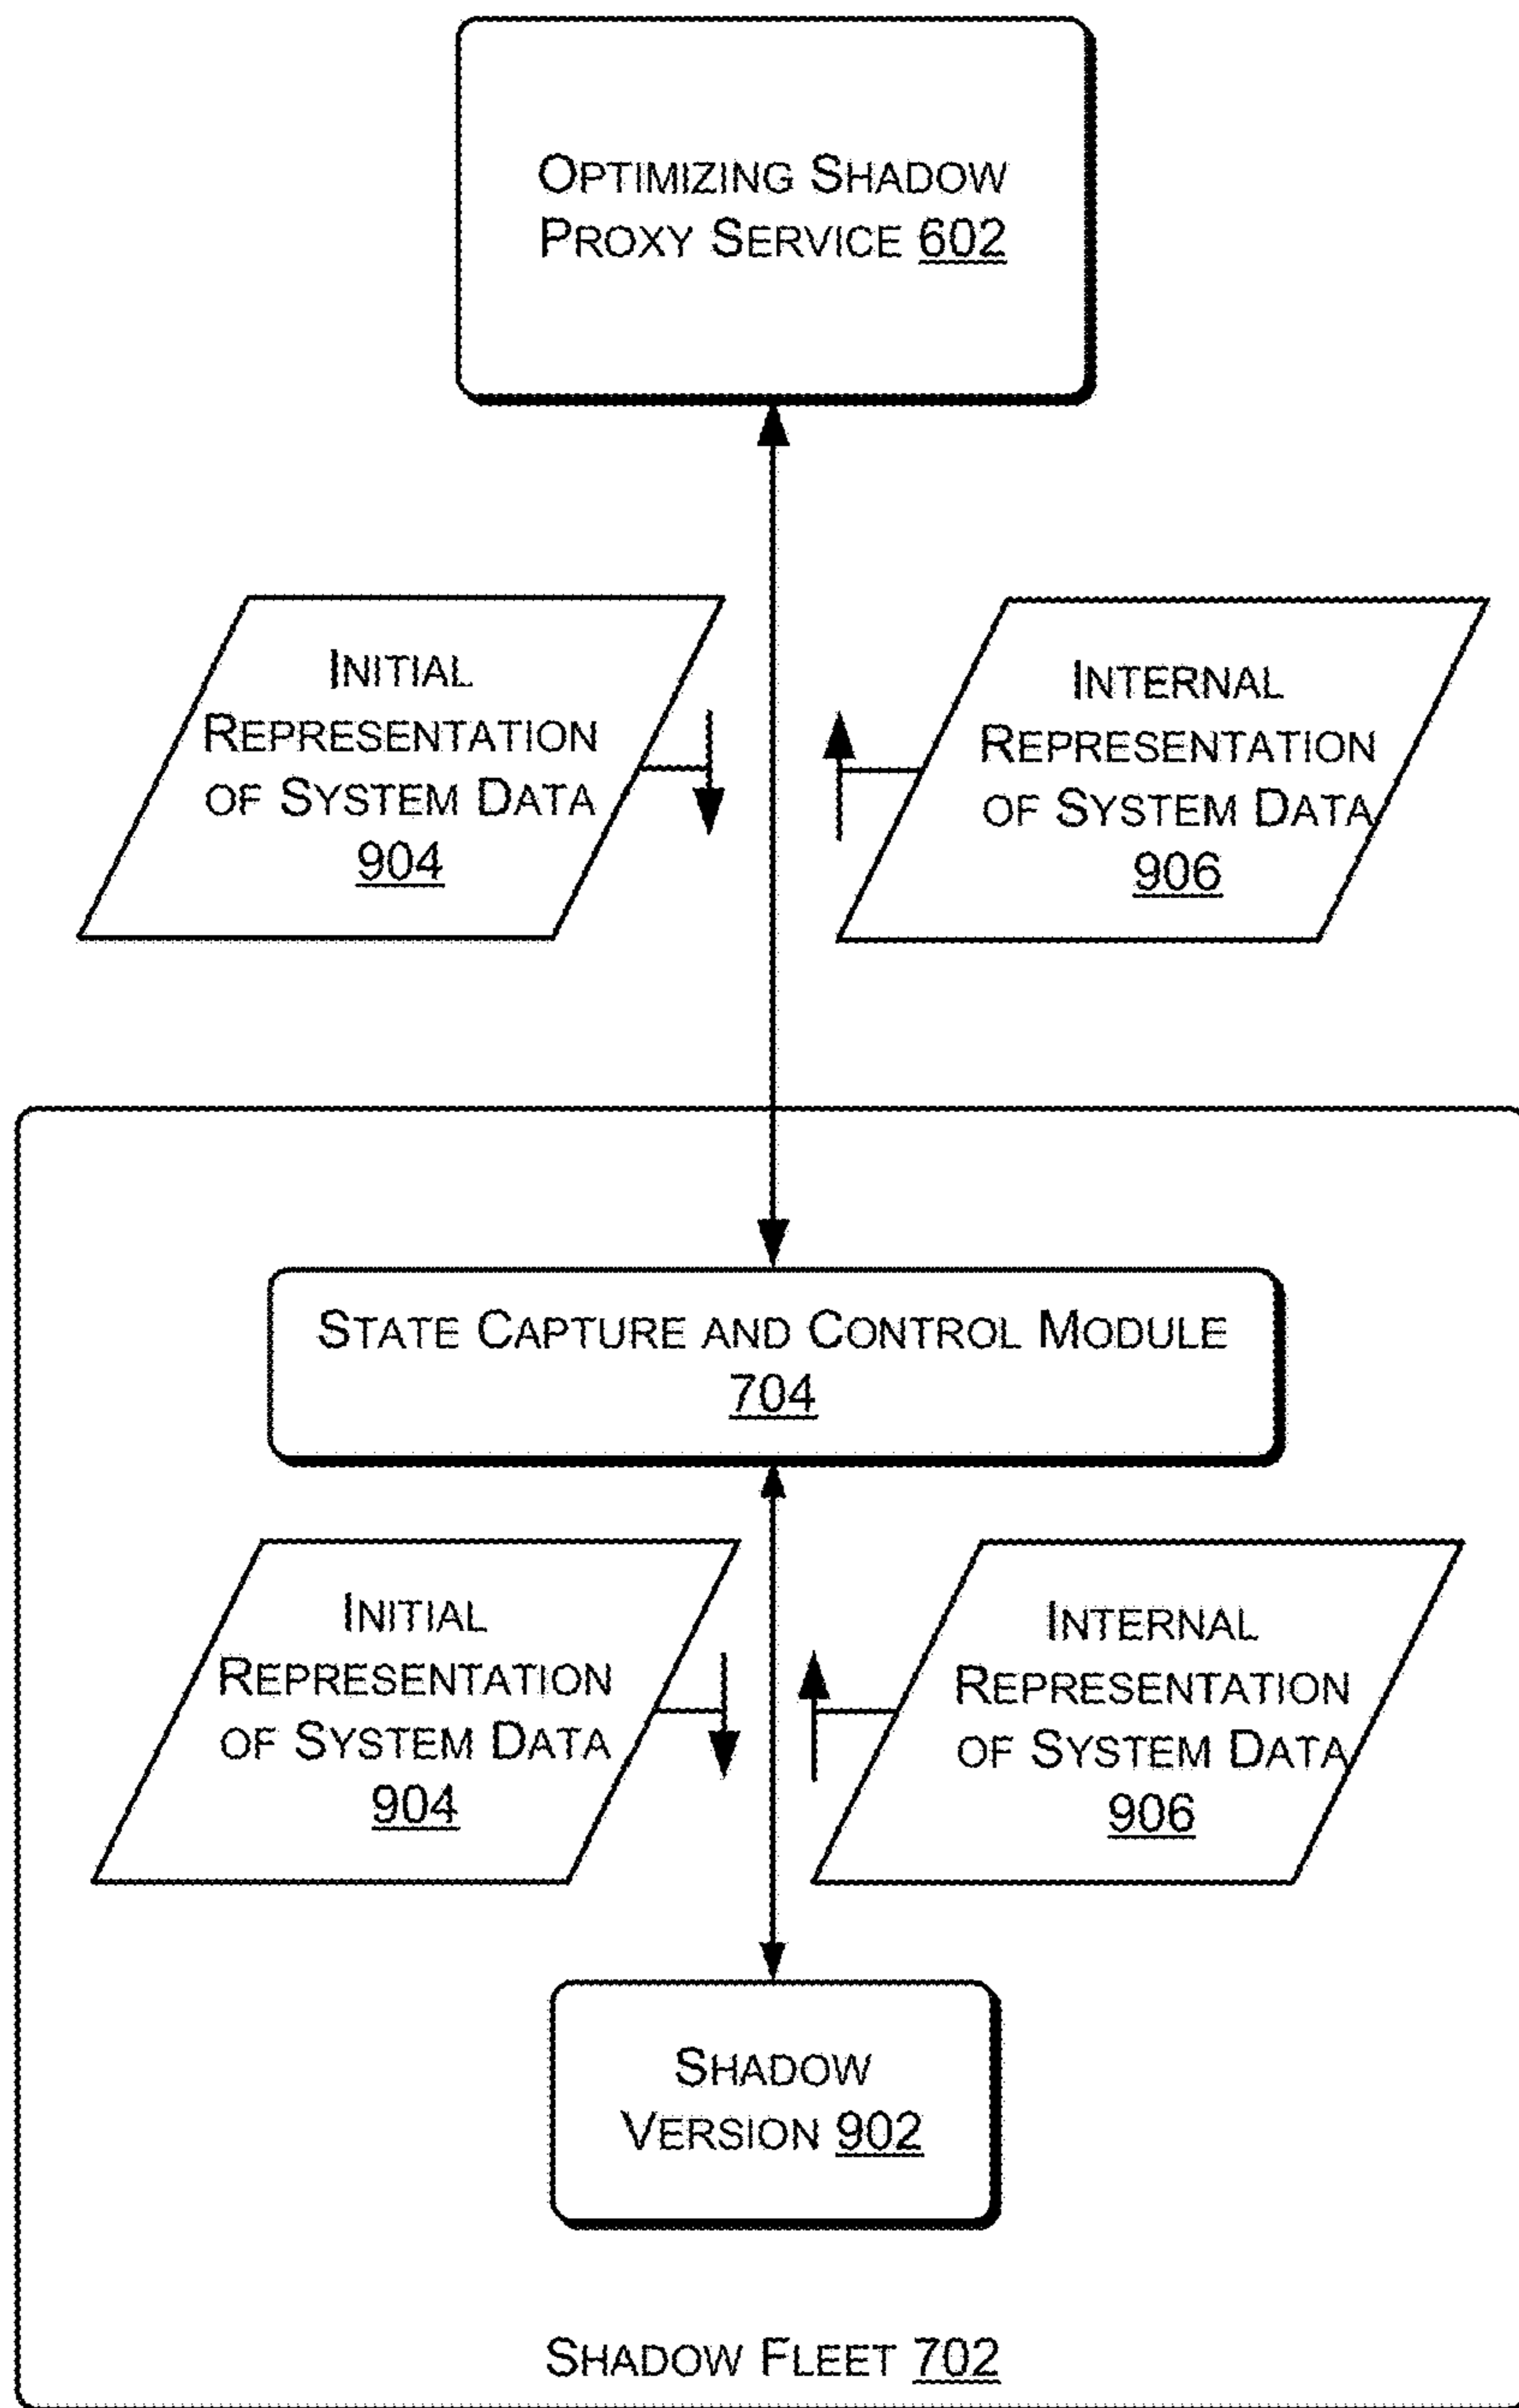 OPTIMIZING SHADOW
PROXY SERVICE 602
INITIAL
REPRESENTATION
OF SYSTEM DATA
904
INTERNAL
REPRESENTATION
OF SYSTEM DATA
906
STATE CAPTURE AND CONTROL MODULE
704
INITIAL
REPRESENTATION
OF SYSTEM DATA
904
INTERNAL
REPRESENTATION
OF SYSTEM DATA
906
SHADOW
VERSION 902
SHADOW FLEET 702